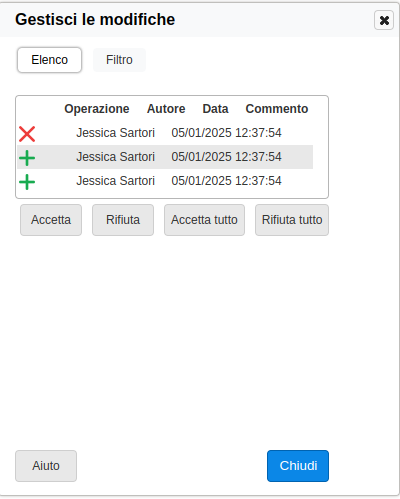 Gestisci le modifiche
Elenco Filtro
Operazione Autore Data Commento
Jessica Sartori 05/01/2025 12:37:54
Jessica Sartori 05/01/2025 12:37:54
Jessica Sartori 05/01/2025 12:37:54
Accetta Rifiuta Accetta tutto Rifiuta tutto
Aiuto Chiudi